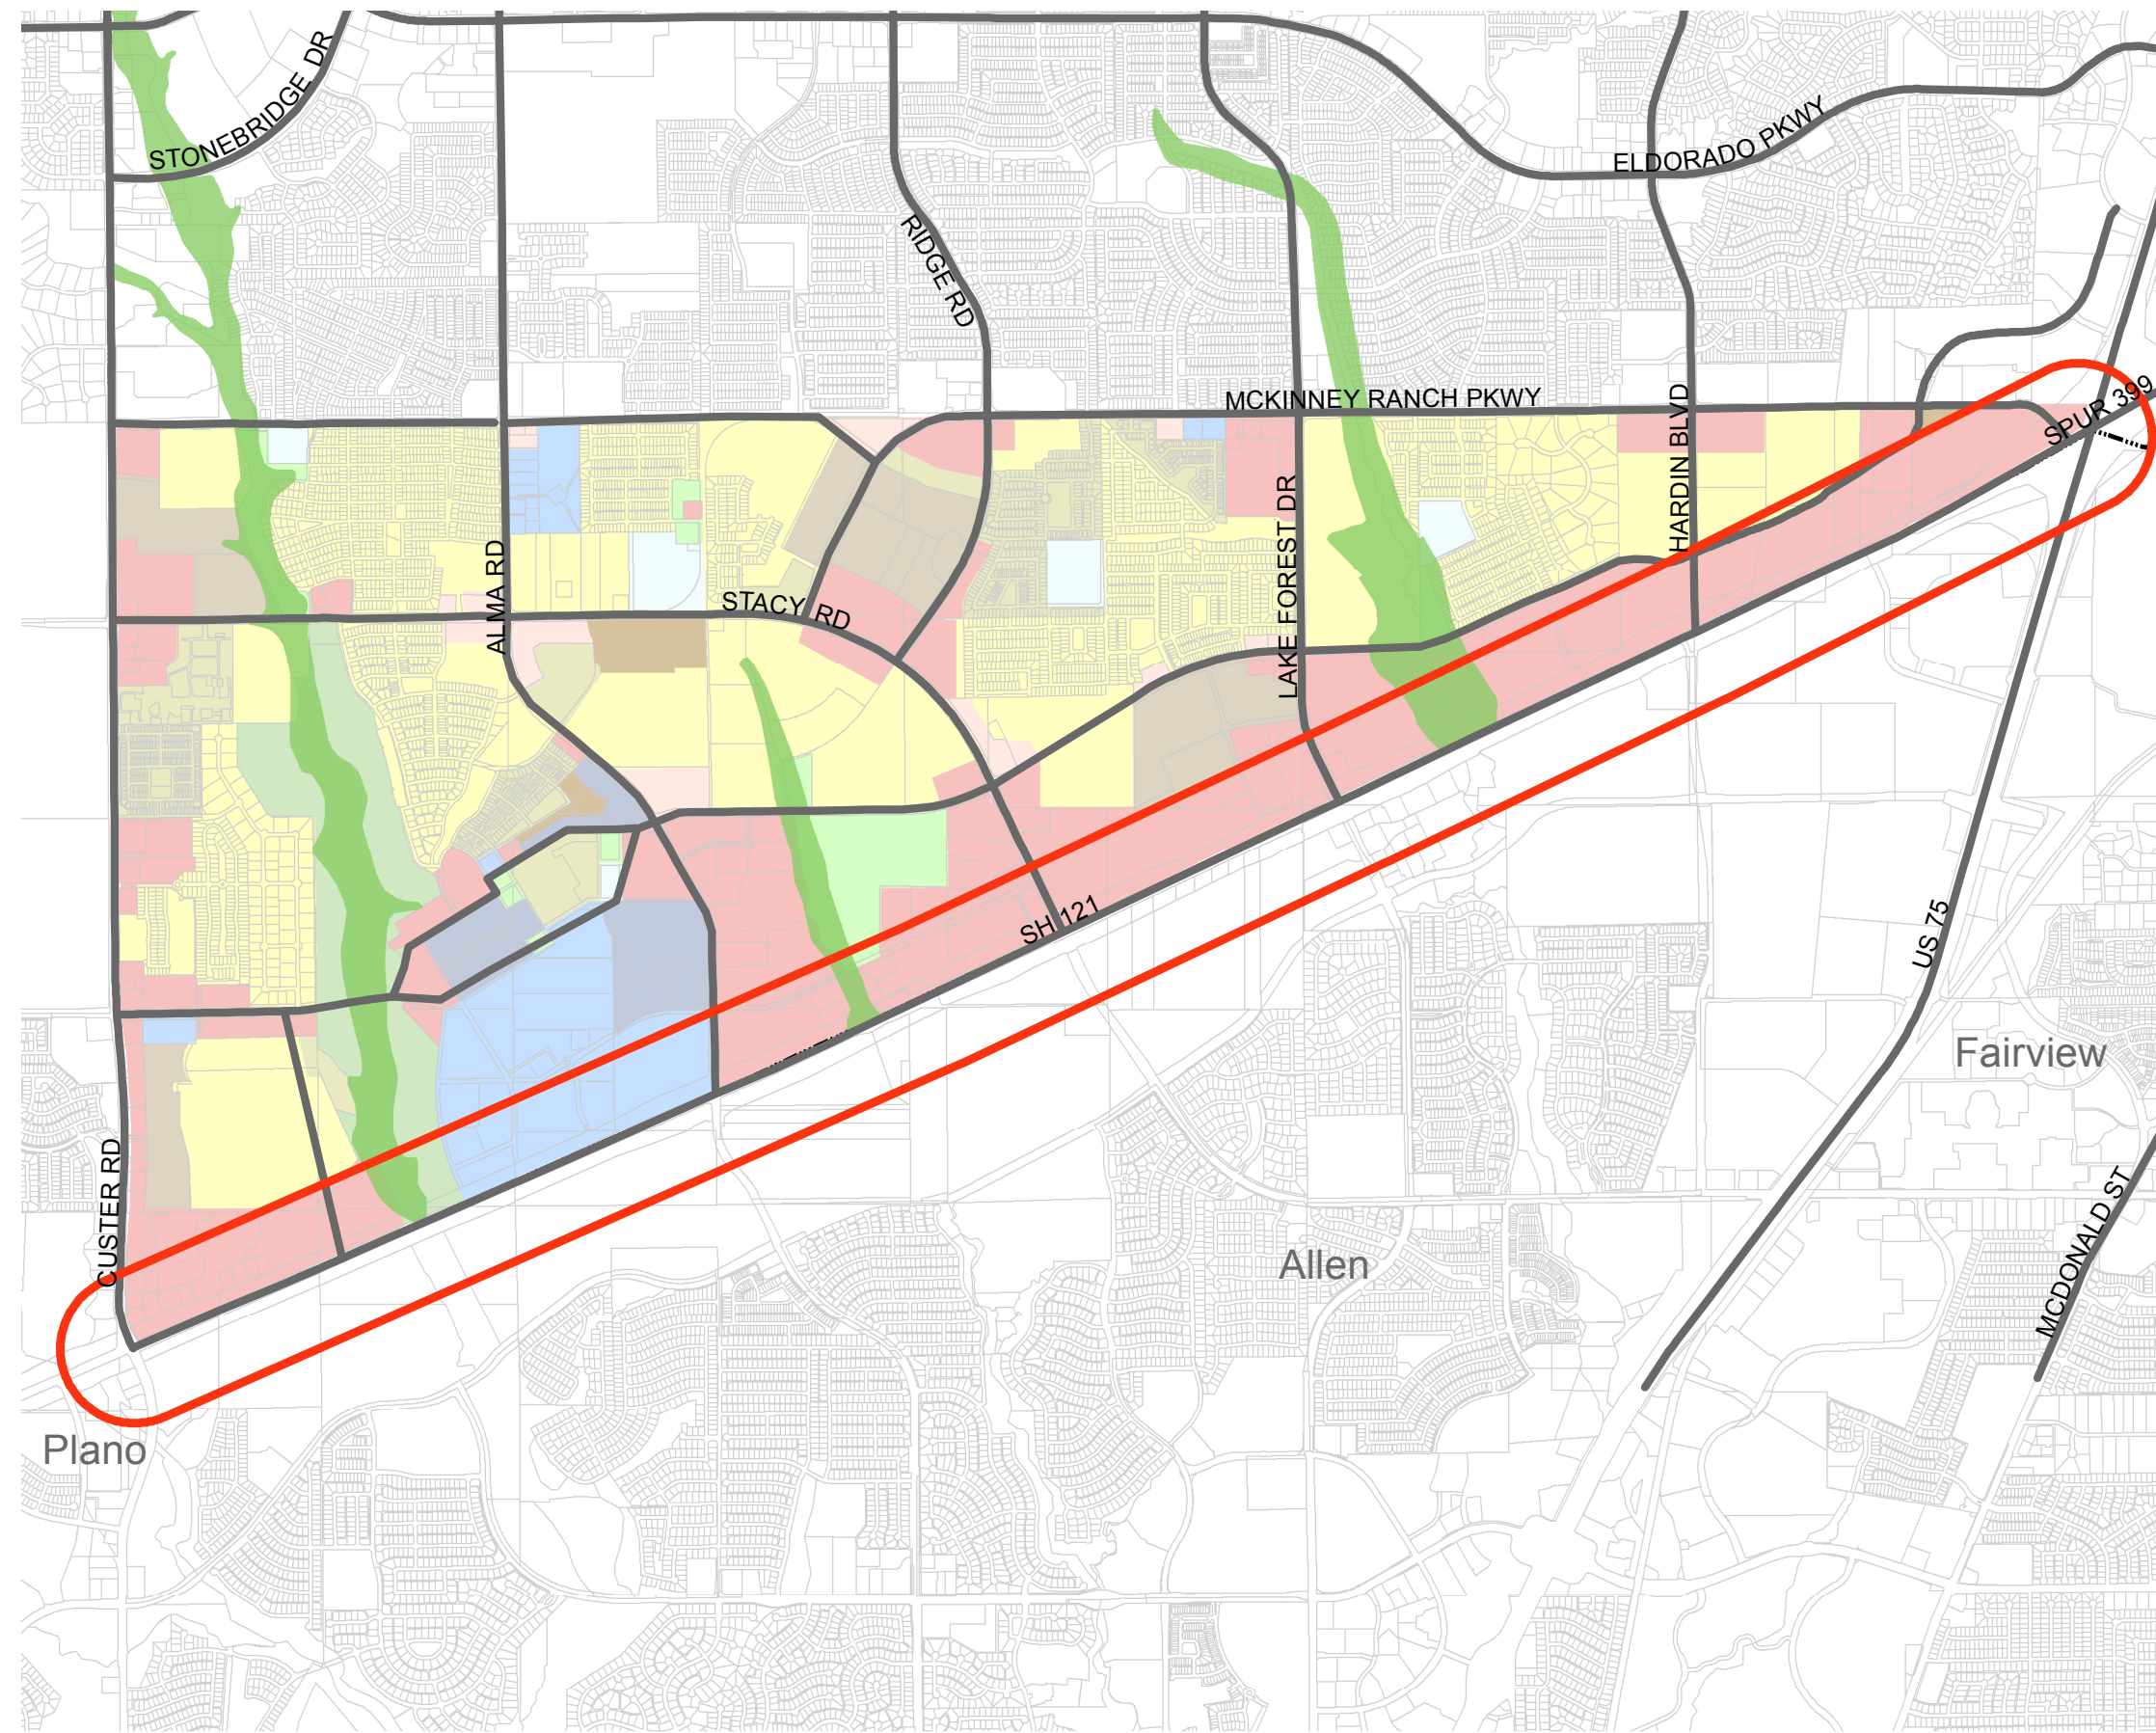 STONEBRIDGE DR
ELDORADO PKWY
RIDGE RD
MCKINNEY RANCH PKWY
HARDIN BLVD
SPUR 399
ALMA RD
STACY RD
LAKE FOREST DR
SH 121
US 75
Fairview
CUSTER RD
MCDONALD ST
Allen
Plano